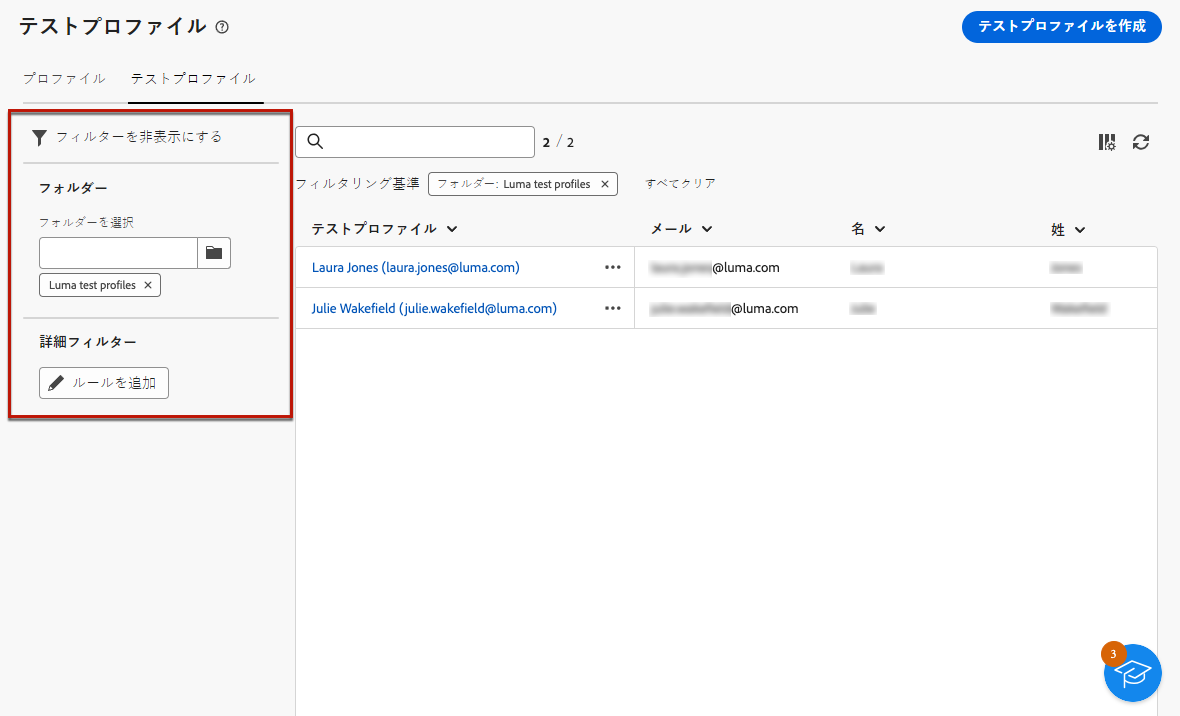 テストプロファイル
テストプロファイルを作成
プロファイル テストプロファイル
フィルターを非表示にする
フォルダー
フォルダーを選択
Luma test profiles
詳細フィルター
ルールを追加
2 / 2
フィルタリング基準 フォルダー: Luma test profiles すべてクリア
テストプロファイル メール 名 姓
Laura Jones (laura.jones@luma.com) @luma.com
Julie Wakefield (julie.wakefield@luma.com) @luma.com
3